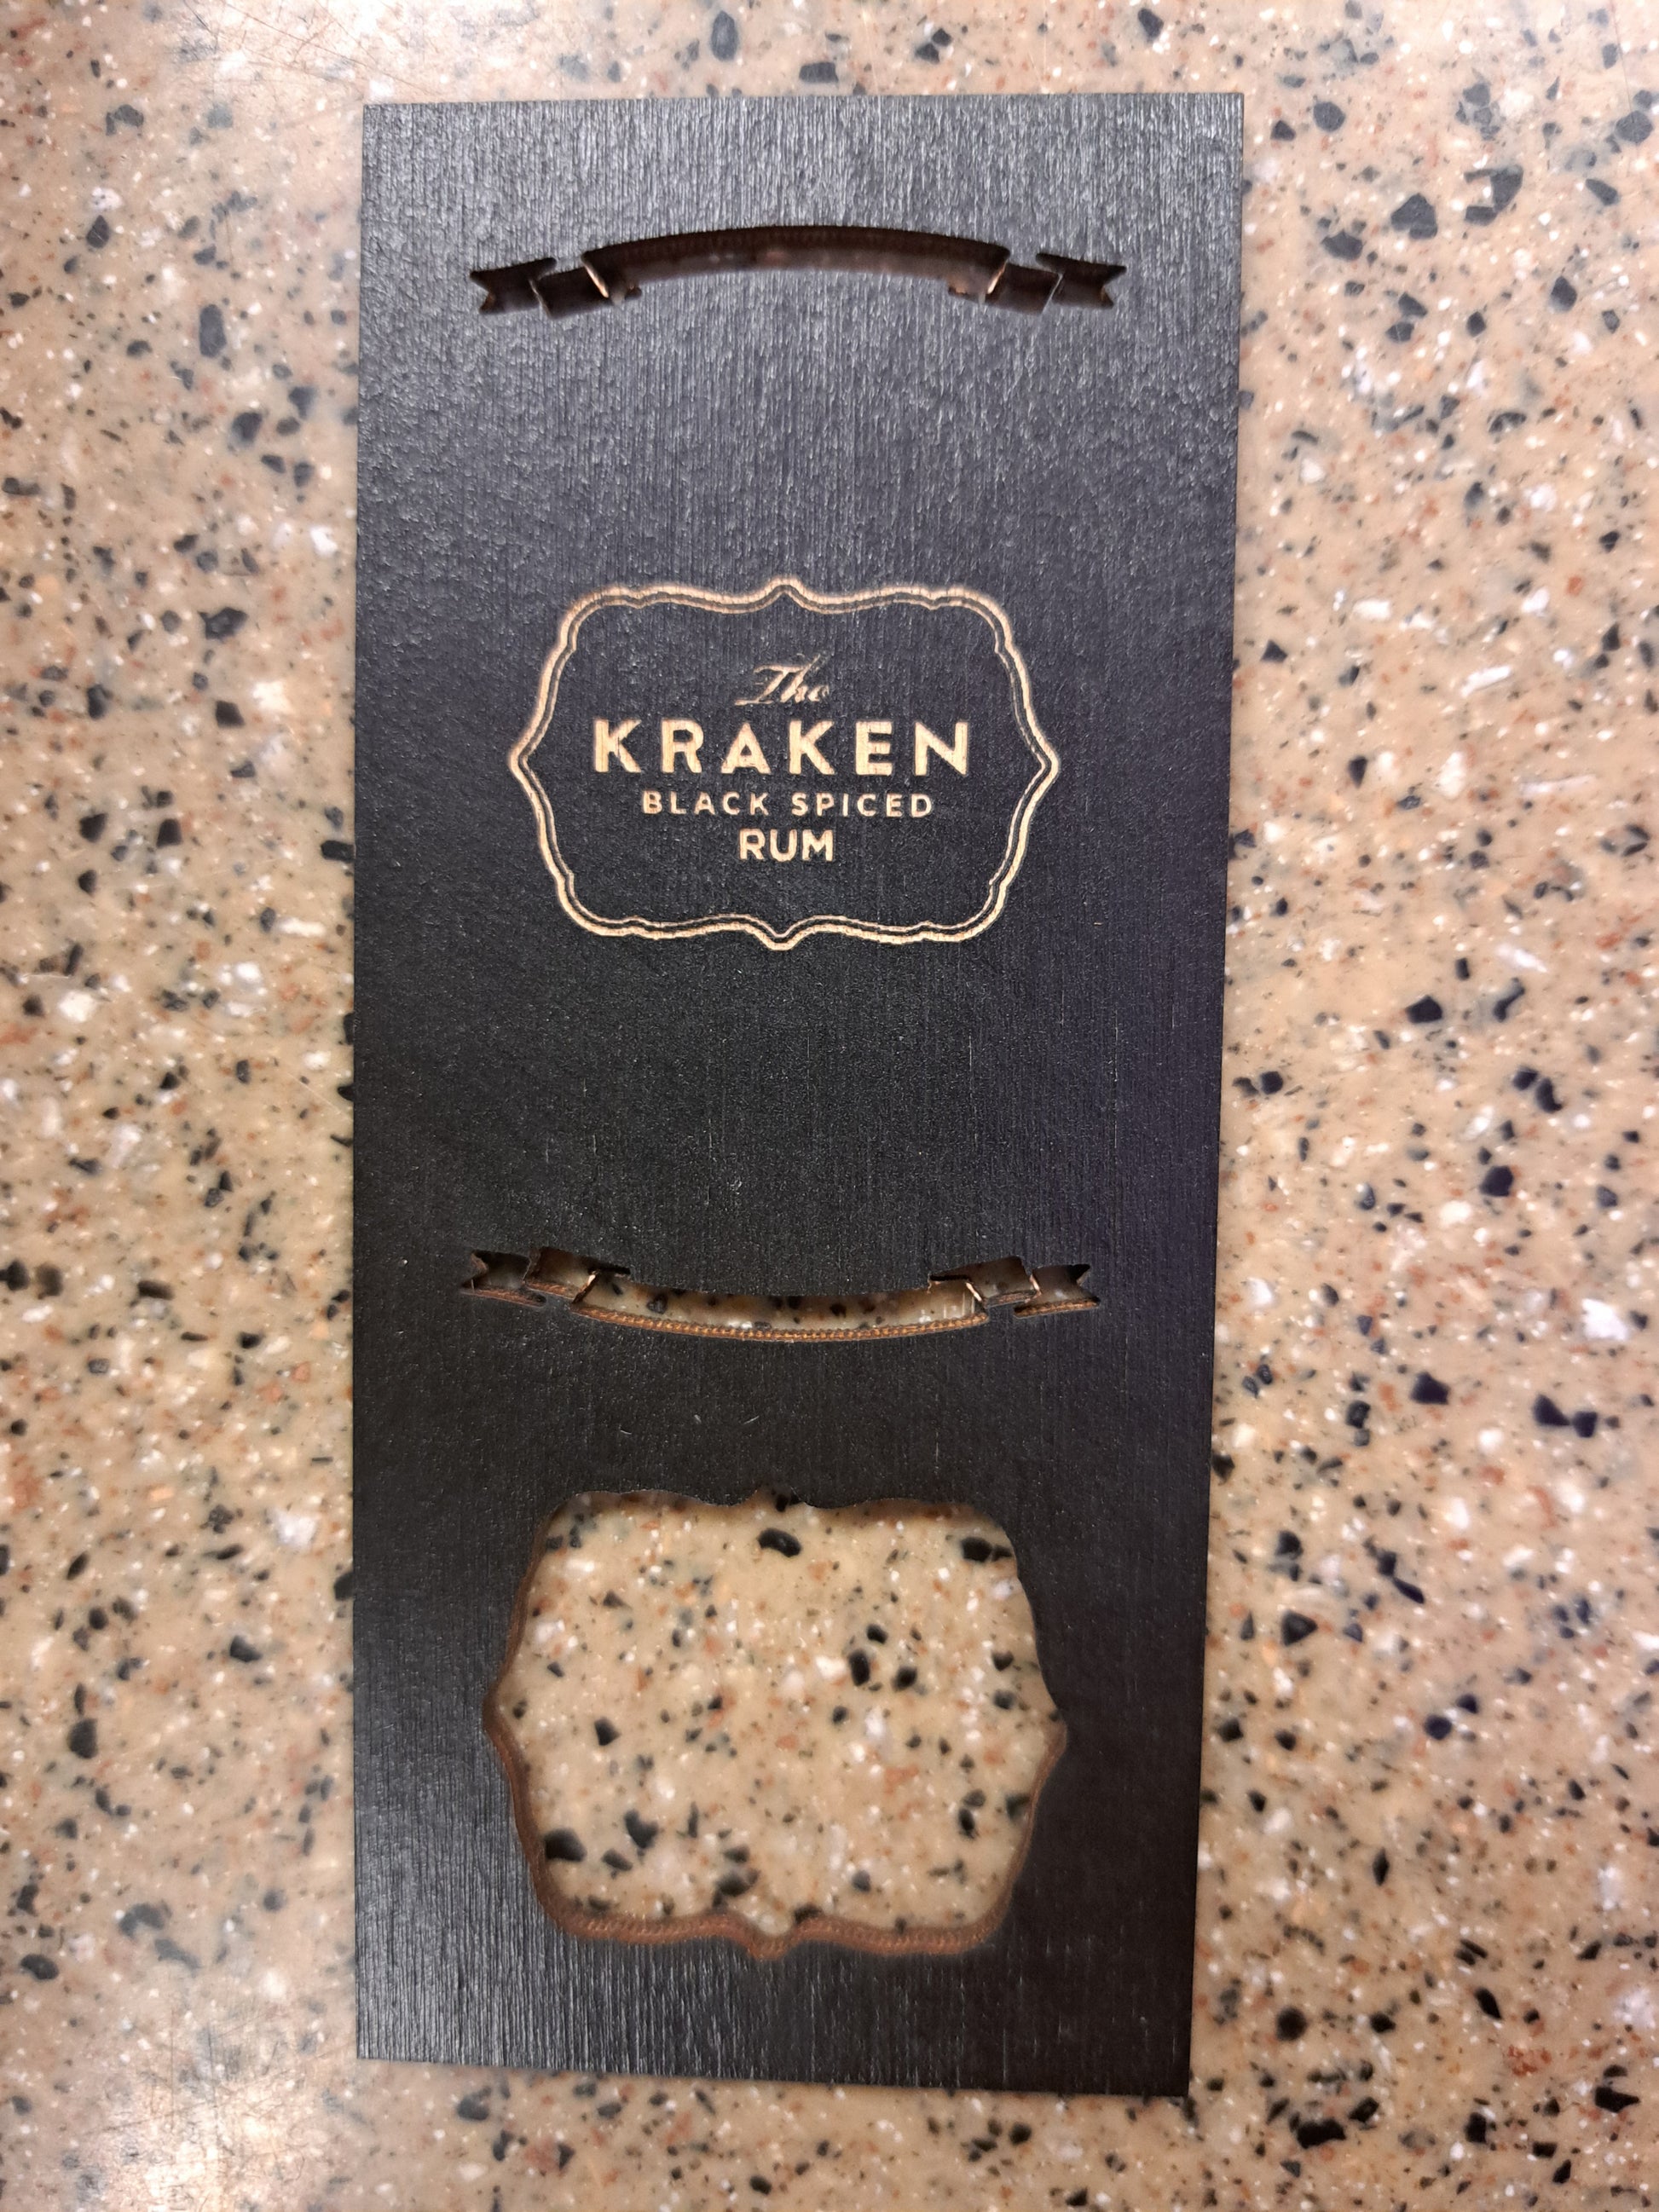 The
KRAKEN
BLACK SPICED
RUM